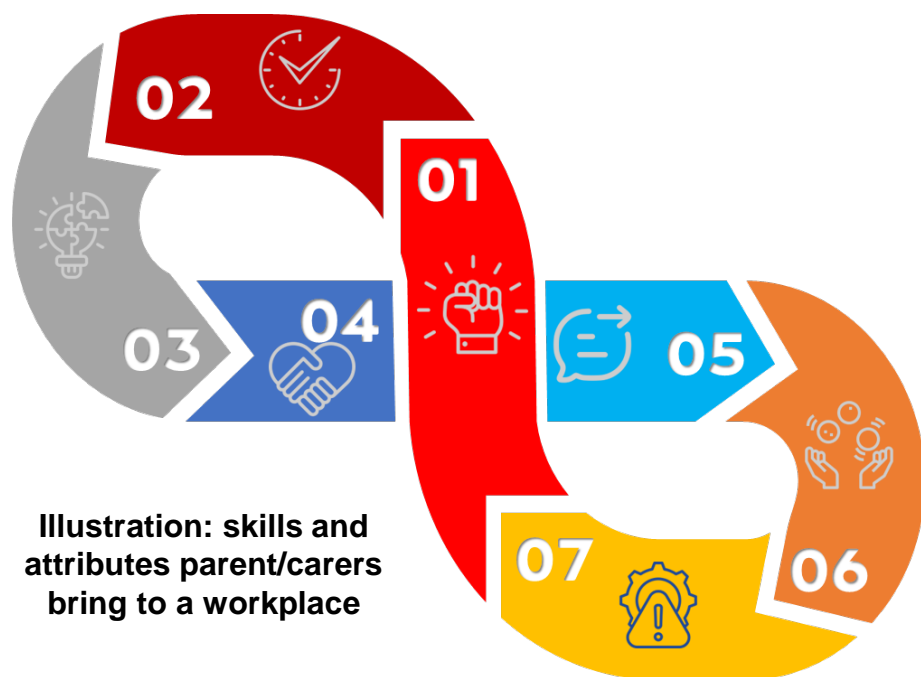 02
01
04
03
05
07
06
Illustration: skills and
attributes parent/carers
bring to a workplace